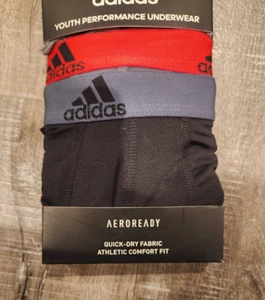 adidas
YOUTH PERFORMANCE UNDERWEAR
adidas
adidas
AEROREADY
QUICK-DRY FABRIC
ATHLETIC COMFORT FIT